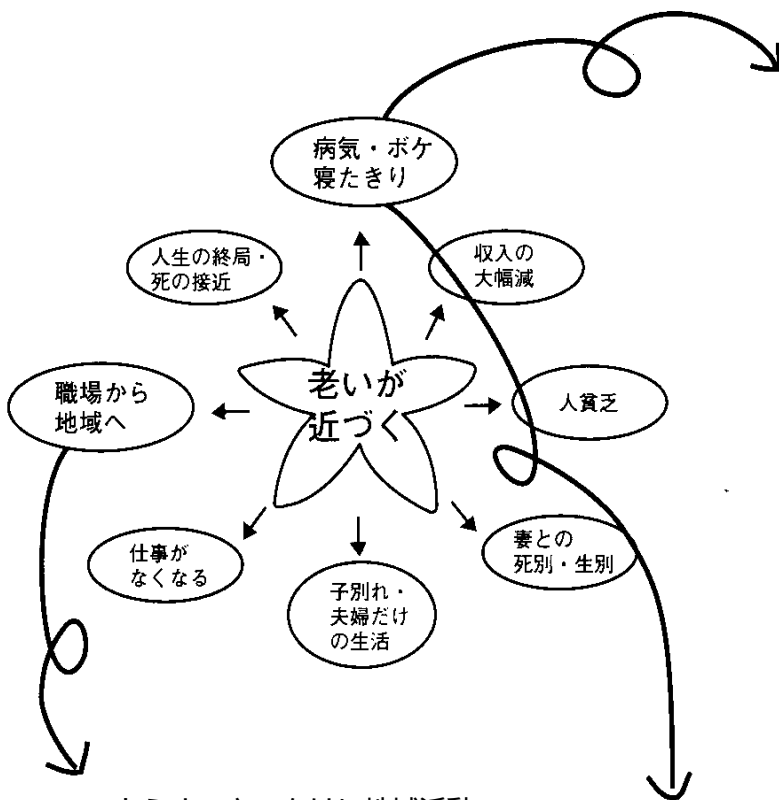 病気・ボケ
寝たきり
人生の終局・
死の接近
収入の
大幅減
老いが
近づく
職場から
地域へ
人貧乏
仕事が
なくなる
妻との
死別・生別
子別れ・
夫婦だけ
の生活